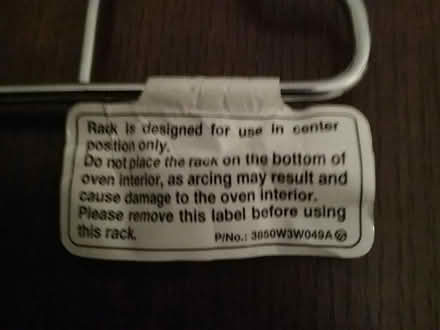 Rack is designed for use in center
position only.
Do not place the rack on the bottom of
oven interior, as arcing may result and
cause damage to the oven interior.
Please remove this label before using
this rack. P/No.: 3850W3W049A